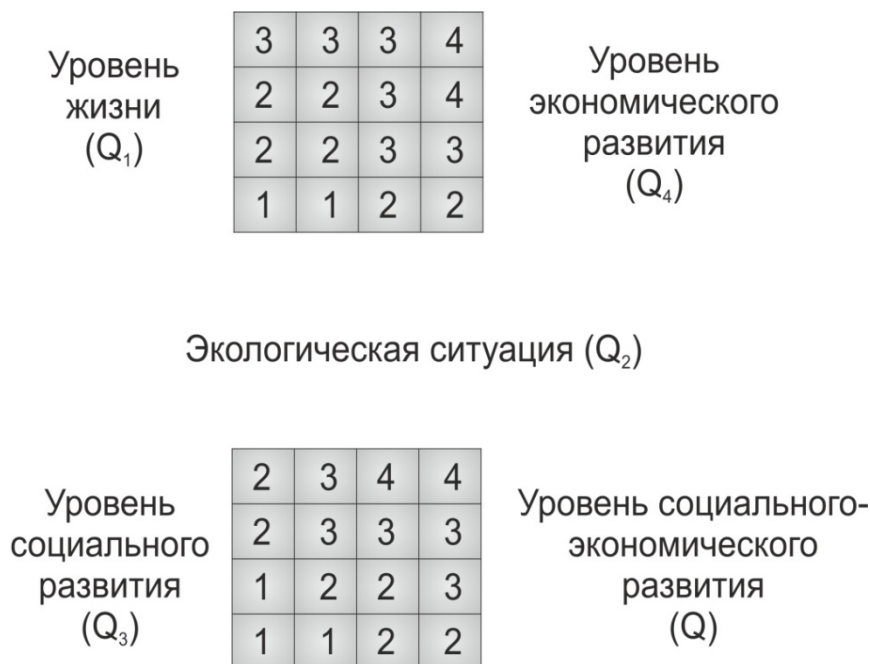 Уровень
жизни
(Q₁)
3 3 3 4
2 2 3 4
2 2 3 3
1 1 2 2
Уровень
экономического
развития
(Q₄)
Экологическая ситуация (Q₂)
Уровень
социального
развития
(Q₃)
2 3 4 4
2 3 3 3
1 2 2 3
1 1 2 2
Уровень социального-
экономического
развития
(Q)